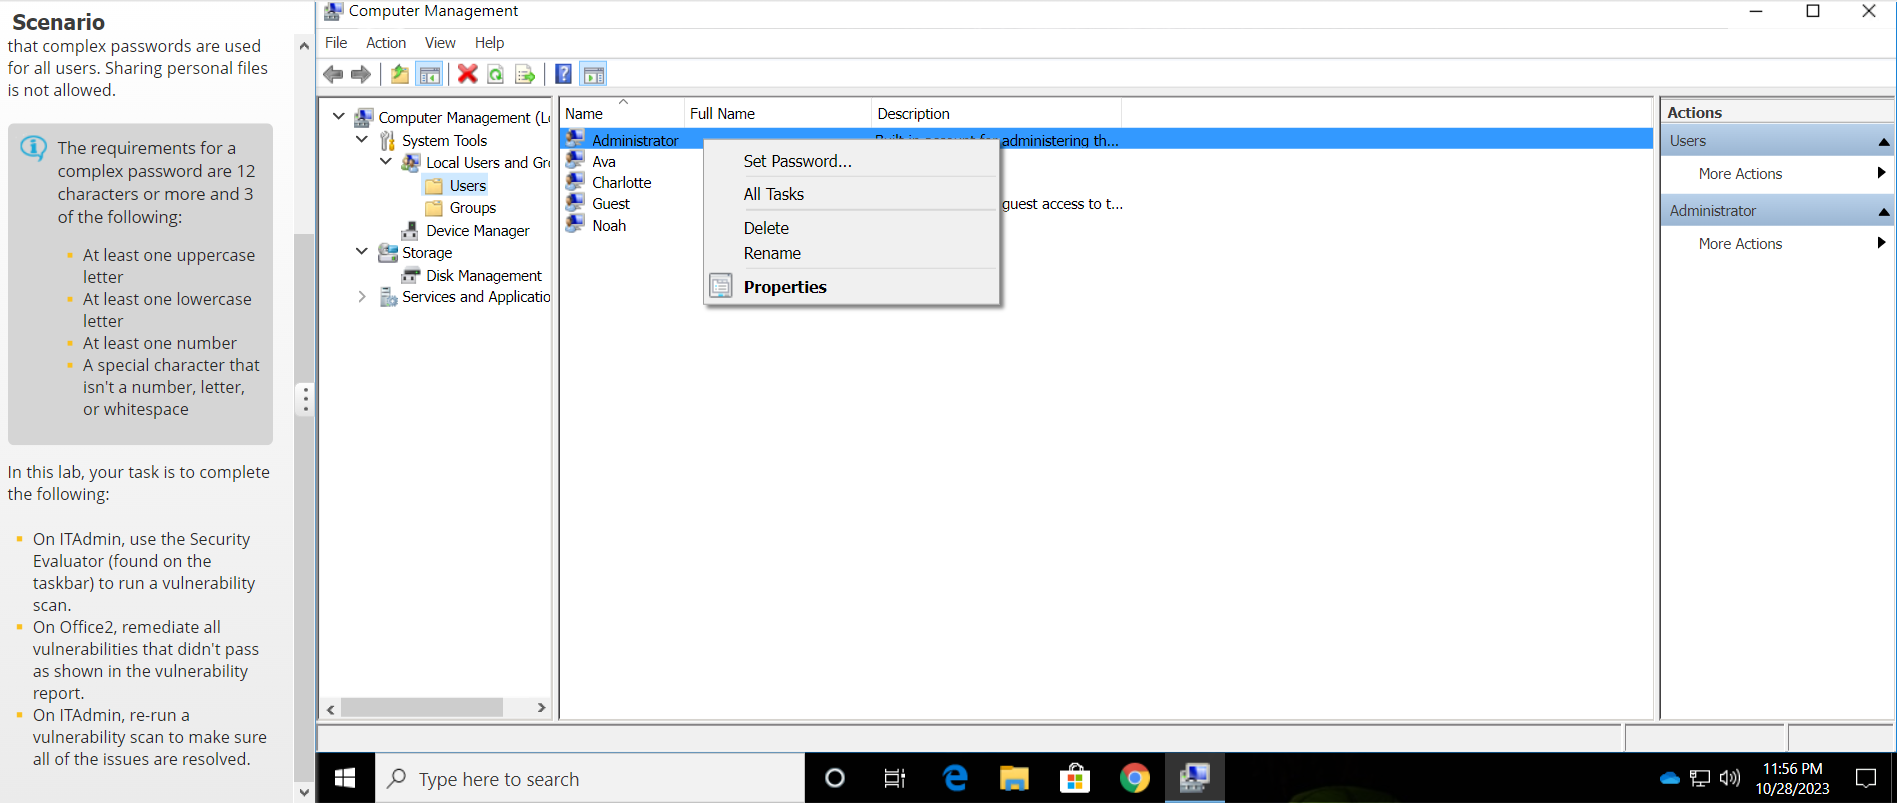 Scenario
that complex passwords are used
for all users. Sharing personal files
is not allowed.
The requirements for a
complex password are 12
characters or more and 3
of the following:
At least one uppercase
letter
At least one lowercase
letter
At least one number
A special character that
isn't a number, letter,
or whitespace
In this lab, your task is to complete
the following:
On ITAdmin, use the Security
Evaluator (found on the
taskbar) to run a vulnerability
scan.
On Office2, remediate all
vulnerabilities that didn't pass
as shown in the vulnerability
report.
On ITAdmin, re-run a
vulnerability scan to make sure
all of the issues are resolved.
Computer Management
File Action View Help
Computer Management (Lo
System Tools
Local Users and Gr
Users
Groups
Device Manager
Storage
Disk Management
Services and Applicatio
Name Full Name Description
Administrator Built-in account for administering th...
Ava
Charlotte
Guest guest access to t...
Noah
Set Password...
All Tasks
Delete
Rename
Properties
Actions
Users
More Actions
Administrator
More Actions
Type here to search
11:56 PM
10/28/2023